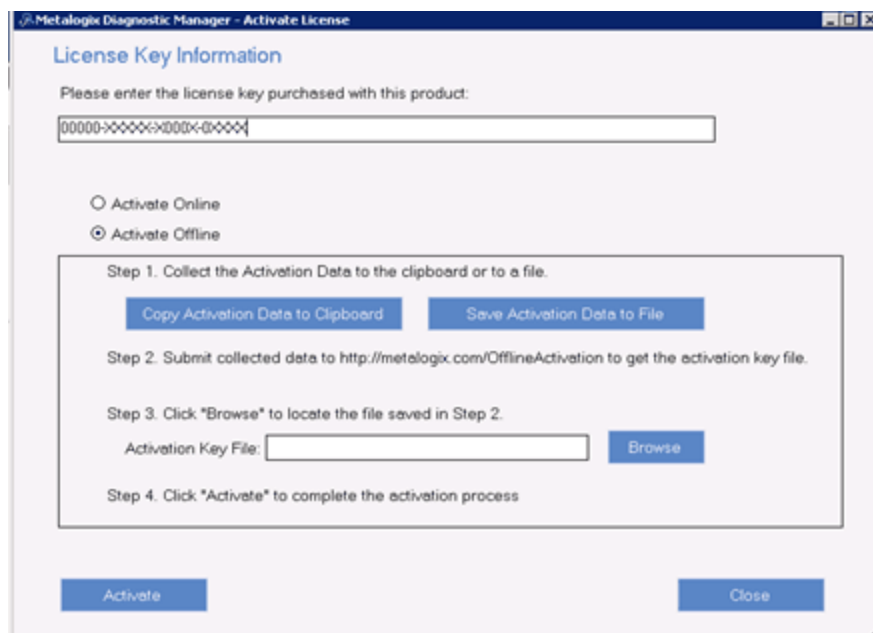 Metalogix Diagnostic Manager - Activate License
License Key Information
Please enter the license key purchased with this product:
00000-XXXXX-X000X-0XXXX
Activate Online
Activate Offline
Step 1. Collect the Activation Data to the clipboard or to a file.
Copy Activation Data to Clipboard Save Activation Data to File
Step 2. Submit collected data to http://metalogix.com/OfflineActivation to get the activation key file.
Step 3. Click "Browse" to locate the file saved in Step 2.
Activation Key File: Browse
Step 4. Click "Activate" to complete the activation process
Activate Close